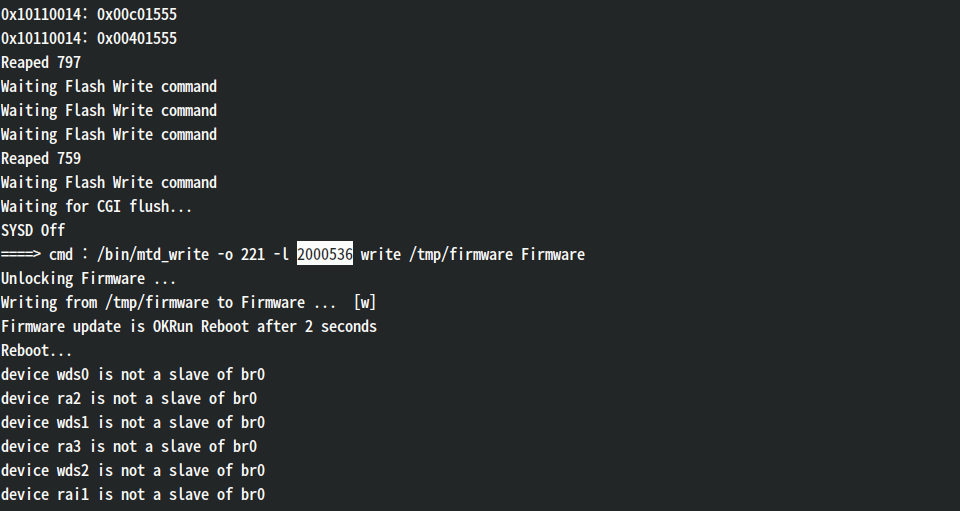 0x10110014: 0x00c01555
0x10110014: 0x00401555
Reaped 797
Waiting Flash Write command
Waiting Flash Write command
Waiting Flash Write command
Reaped 759
Waiting Flash Write command
Waiting for CGI flush...
SYSD Off
====> cmd : /bin/mtd_write -o 221 -l 2000536 write /tmp/firmware Firmware
Unlocking Firmware ...
Writing from /tmp/firmware to Firmware ...  [w]
Firmware update is OKRun Reboot after 2 seconds
Reboot...
device wds0 is not a slave of br0
device ra2 is not a slave of br0
device wds1 is not a slave of br0
device ra3 is not a slave of br0
device wds2 is not a slave of br0
device rai1 is not a slave of br0